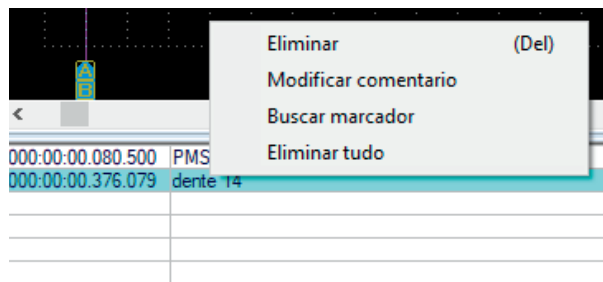 Eliminar (Del)
Modificar comentario
Buscar marcador
Eliminar tudo
A
B
<
000:00:00.080.500 PMS
000:00:00.376.079 dente 14